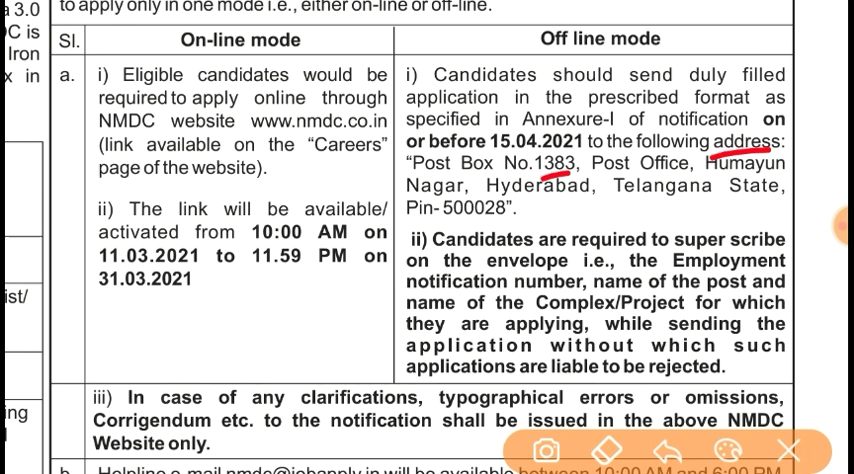 a 3.0
C is
Iron
x in
ist/
ing
to apply only in one mode i.e., either on-line or off-line.
Sl.
On-line mode
Off line mode
a.
i) Eligible candidates would be
required to apply online through
NMDC website www.nmdc.co.in
(link available on the “Careers”
page of the website).
ii) The link will be available/
activated from 10:00 AM on
11.03.2021 to 11.59 PM on
31.03.2021
i) Candidates should send duly filled
application in the prescribed format as
specified in Annexure-I of notification on
or before 15.04.2021 to the following address:
“Post Box No.1383, Post Office, Humayun
Nagar, Hyderabad, Telangana State,
Pin- 500028”.
ii) Candidates are required to super scribe
on the envelope i.e., the Employment
notification number, name of the post and
name of the Complex/Project for which
they are applying, while sending the
application without which such
applications are liable to be rejected.
iii) In case of any clarifications, typographical errors or omissions,
Corrigendum etc. to the notification shall be issued in the above NMDC
Website only.
b. Helpline e-mail nmdc@jobapply.in will be available between 10:00 AM and 6:00 PM